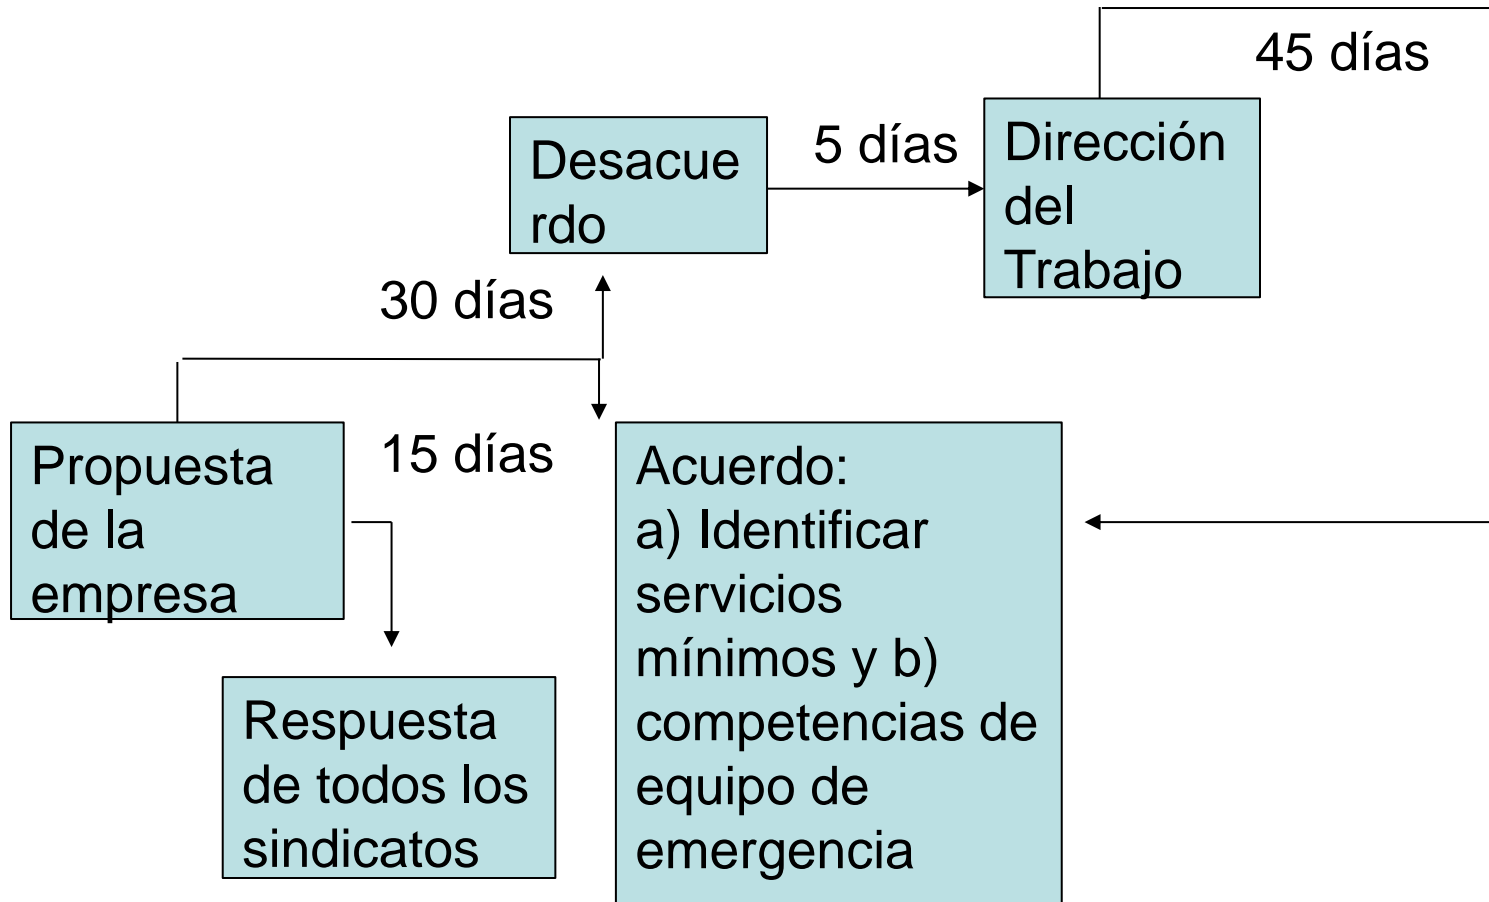 45 días
Desacue
rdo
5 días
Dirección
del
Trabajo
30 días
Propuesta
de la
empresa
15 días
Acuerdo:
a) Identificar
servicios
mínimos y b)
competencias de
equipo de
emergencia
Respuesta
de todos los
sindicatos